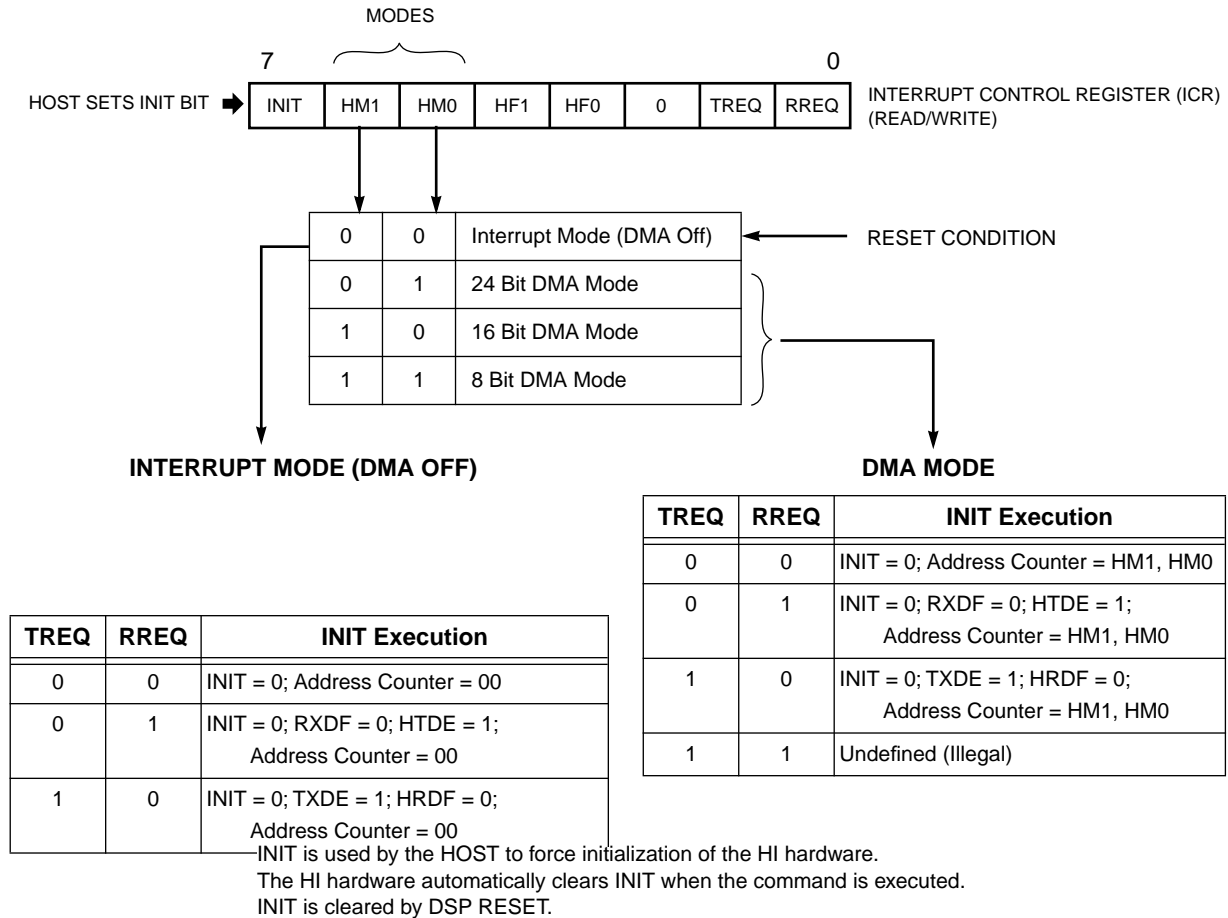 MODES
7 0
HOST SETS INIT BIT INIT HM1 HM0 HF1 HF0 0 TREQ RREQ INTERRUPT CONTROL REGISTER (ICR)
(READ/WRITE)
0 0 Interrupt Mode (DMA Off) RESET CONDITION
0 1 24 Bit DMA Mode
1 0 16 Bit DMA Mode
1 1 8 Bit DMA Mode
INTERRUPT MODE (DMA OFF)
TREQ RREQ INIT Execution
0 0 INIT = 0; Address Counter = 00
0 1 INIT = 0; RXDF = 0; HTDE = 1;
Address Counter = 00
1 0 INIT = 0; TXDE = 1; HRDF = 0;
Address Counter = 00
DMA MODE
TREQ RREQ INIT Execution
0 0 INIT = 0; Address Counter = HM1, HM0
0 1 INIT = 0; RXDF = 0; HTDE = 1;
Address Counter = HM1, HM0
1 0 INIT = 0; TXDE = 1; HRDF = 0;
Address Counter = HM1, HM0
1 1 Undefined (Illegal)
INIT is used by the HOST to force initialization of the HI hardware.
The HI hardware automatically clears INIT when the command is executed.
INIT is cleared by DSP RESET.